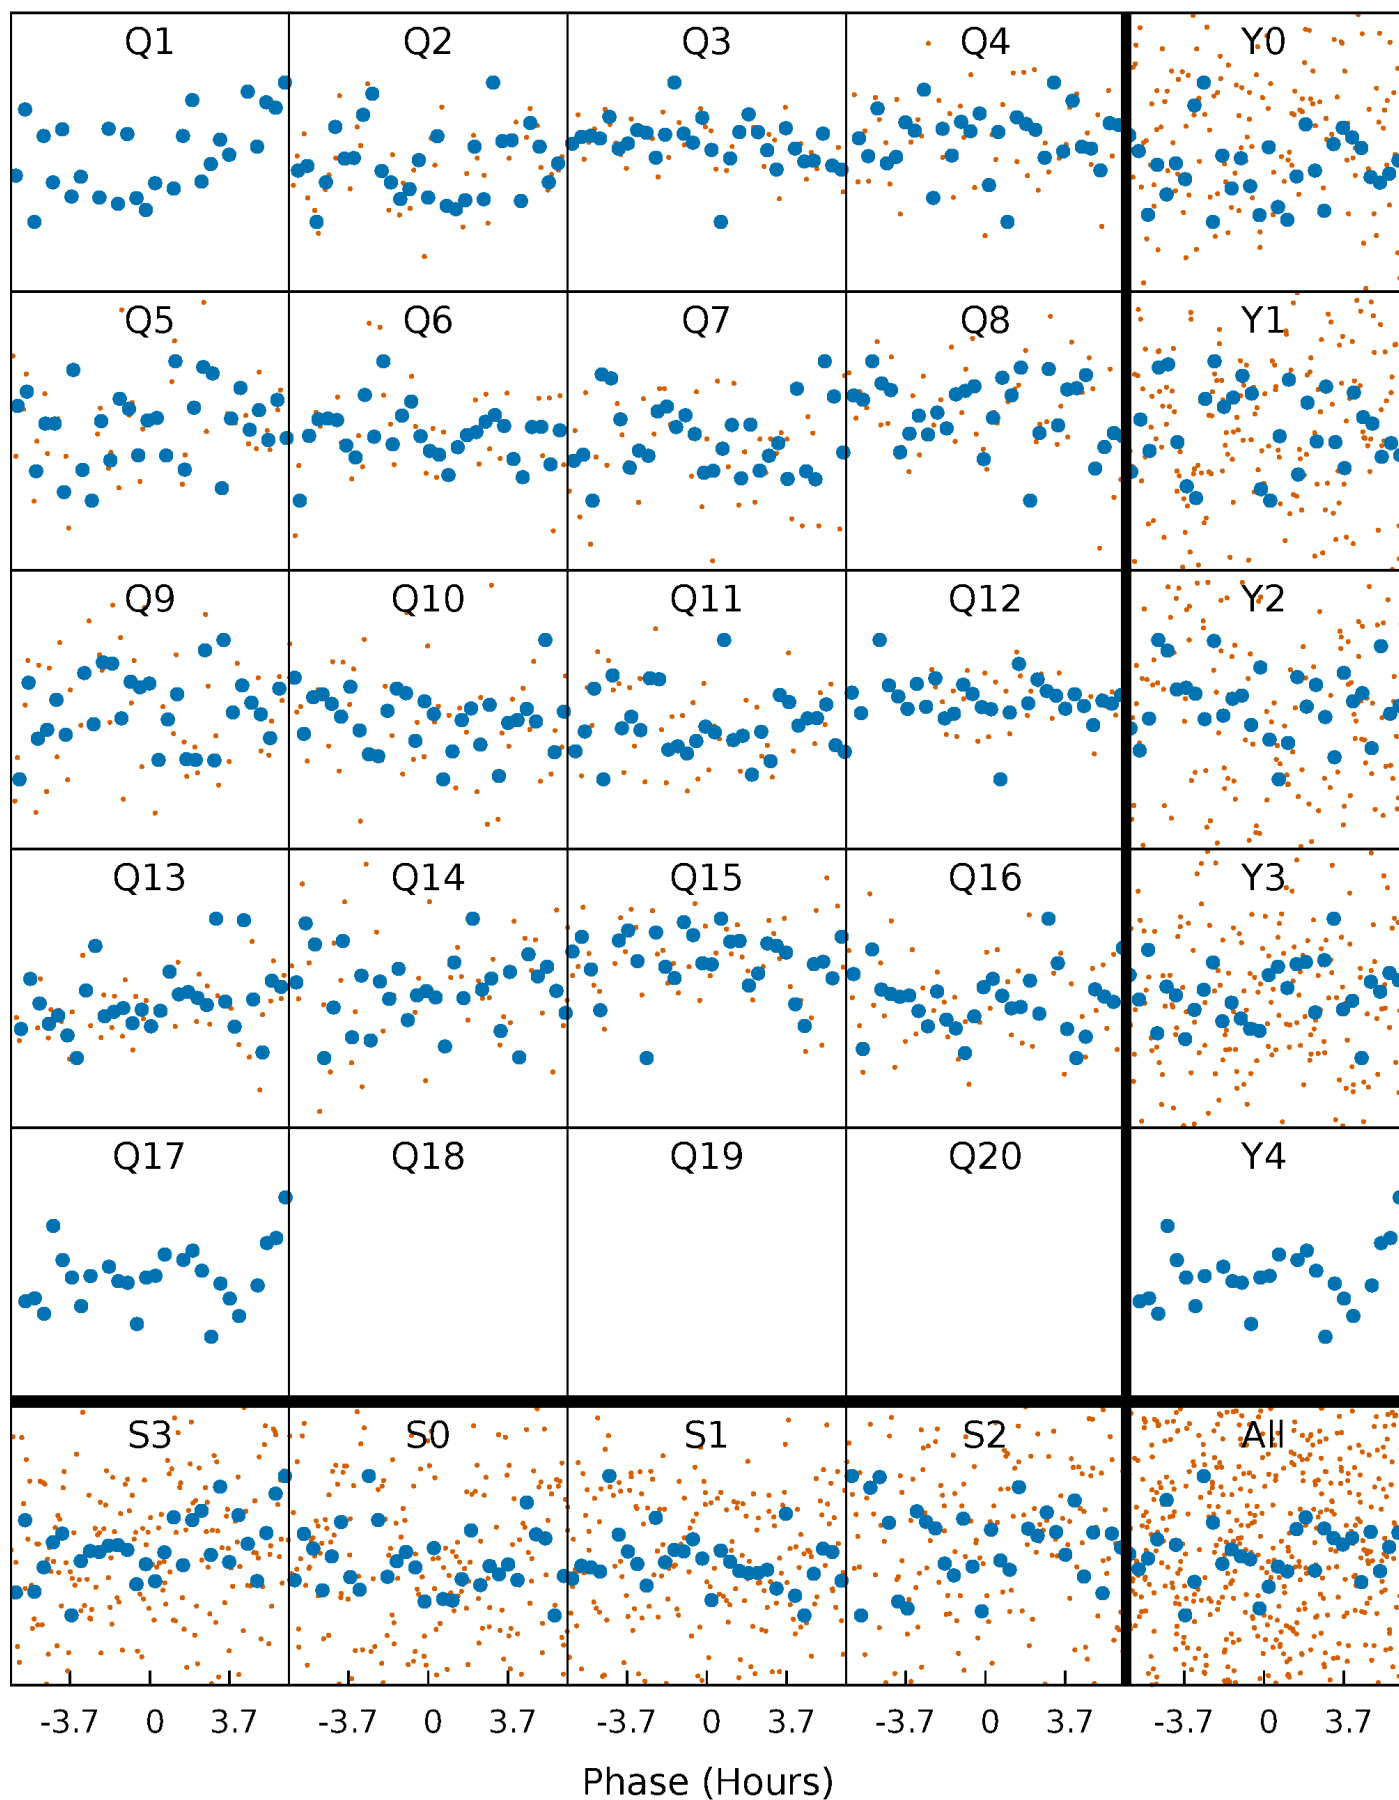 Q1 Q2 Q3 Q4 Y0
Q5 Q6 Q7 Q8 Y1
Q9 Q10 Q11 Q12 Y2
Q13 Q14 Q15 Q16 Y3
Q17 Q18 Q19 Q20 Y4
S3 S0 S1 S2 All
-3.7 0 3.7 -3.7 0 3.7 -3.7 0 3.7 -3.7 0 3.7 -3.7 0 3.7
Phase (Hours)